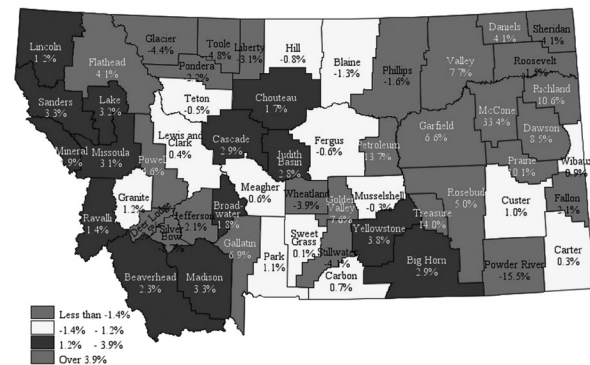 Lincoln
1.2%
Flathead
4.1%
Glacier
-4.4%
Toole
Liberty
-3.1%
Hill
-0.8%
Blaine
-1.3%
Phillips
-1.6%
Valley
7.7%
Daniels
4.1%
Sheridan
Roosevelt
Pondera
Teton
-0.5%
Chouteau
1.7%
Richland
10.6%
McCone
33.4%
Dawson
8.5%
Garfield
6.6%
Sanders
3.3%
Lake
3.2%
Lewis and
Clark
0.4%
Cascade
2.9%
Judith
Basin
2.8%
Fergus
-0.6%
Petroleum
13.7%
Prairie
Wibaux
Mineral
Missoula
3.1%
Powell
Granite
1.2%
Meagher
0.6%
Wheatland
-3.9%
Golden
Valley
7.6%
Musselshell
-0.3%
Rosebud
5.0%
Treasure
14.0%
Custer
1.0%
Fallon
Ravalli
1.4%
Deer Lodge
Silver
Bow
Jefferson
2.1%
Broad
water
1.8%
Gallatin
6.9%
Park
1.1%
Sweet
Grass
0.1%
Stillwater
Yellowstone
3.8%
Big Horn
2.9%
Powder River
-15.5%
Carter
0.3%
Beaverhead
2.3%
Madison
3.3%
Carbon
0.7%
Less than -1.4%
-1.4% - 1.2%
1.2% - 3.9%
Over 3.9%